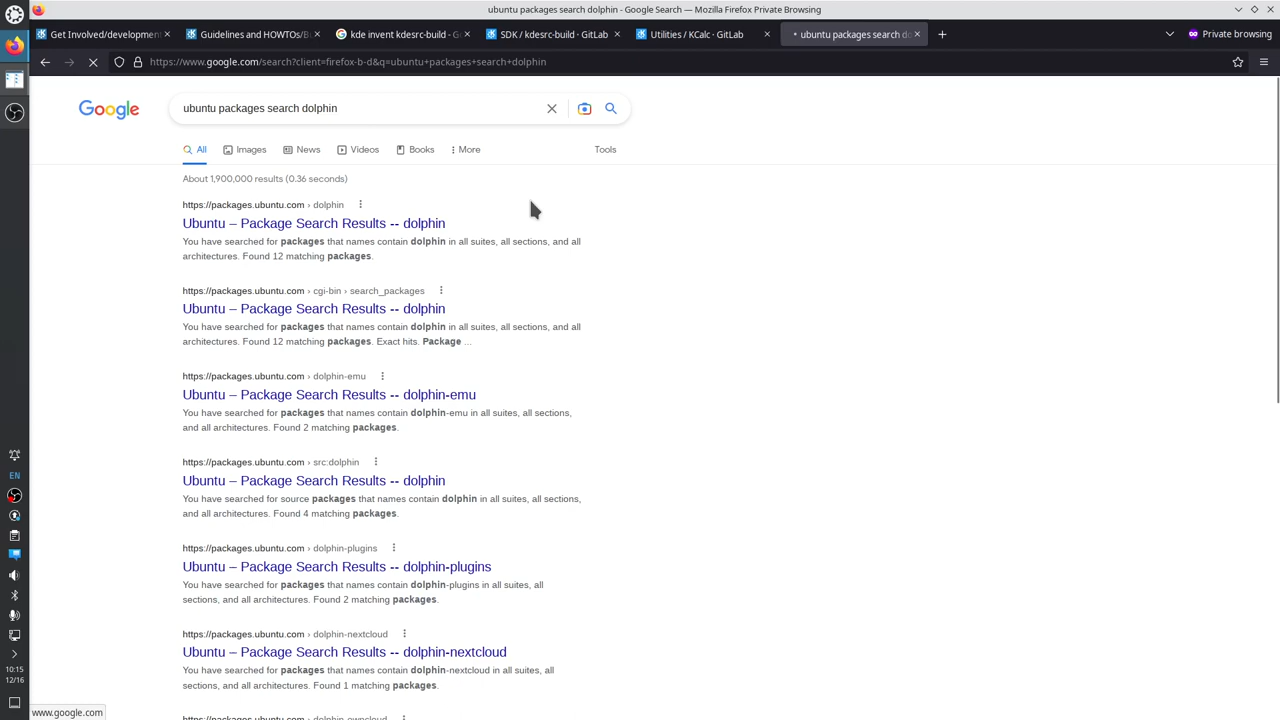 ubuntu packages search dolphin - Google Search — Mozilla Firefox Private Browsing
Get Involved/development
Guidelines and HOWTOs/B
kde invent kdesrc-build - G
SDK / kdesrc-build · GitLab
Utilities / KCalc · GitLab
ubuntu packages search do
Private browsing
https://www.google.com/search?client=firefox-b-d&q=ubuntu+packages+search+dolphin
Google
ubuntu packages search dolphin
All
Images
News
Videos
Books
More
Tools
About 1,900,000 results (0.36 seconds)
https://packages.ubuntu.com › dolphin
Ubuntu – Package Search Results -- dolphin
You have searched for packages that names contain dolphin in all suites, all sections, and all
architectures. Found 12 matching packages.
https://packages.ubuntu.com › cgi-bin › search_packages
Ubuntu – Package Search Results -- dolphin
You have searched for packages that names contain dolphin in all suites, all sections, and all
architectures. Found 12 matching packages. Exact hits. Package ...
https://packages.ubuntu.com › dolphin-emu
Ubuntu – Package Search Results -- dolphin-emu
You have searched for packages that names contain dolphin-emu in all suites, all sections,
and all architectures. Found 2 matching packages.
https://packages.ubuntu.com › src:dolphin
Ubuntu – Package Search Results -- dolphin
You have searched for source packages that names contain dolphin in all suites, all sections,
and all architectures. Found 4 matching packages.
https://packages.ubuntu.com › dolphin-plugins
Ubuntu – Package Search Results -- dolphin-plugins
You have searched for packages that names contain dolphin-plugins in all suites, all
sections, and all architectures. Found 2 matching packages.
https://packages.ubuntu.com › dolphin-nextcloud
Ubuntu – Package Search Results -- dolphin-nextcloud
You have searched for packages that names contain dolphin-nextcloud in all suites, all
sections, and all architectures. Found 1 matching packages.
https://packages.ubuntu.com › dolphin-owncloud
EN
10:15
12/16
www.google.com